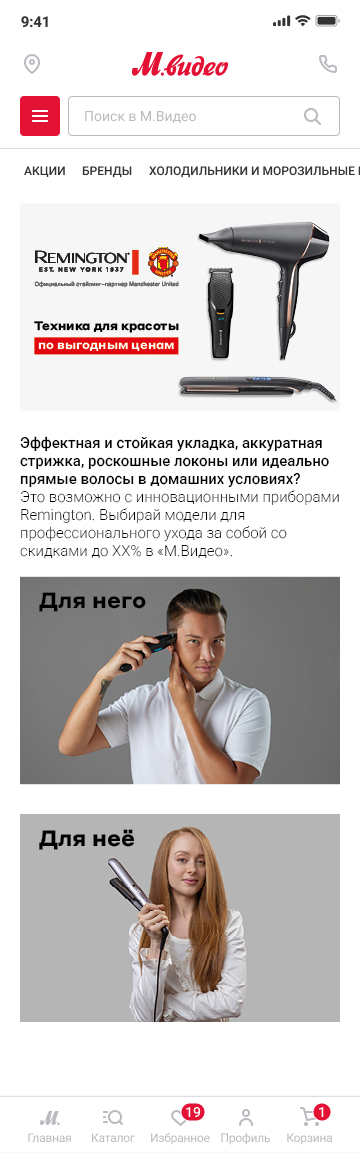 9:41
М.видео
Поиск в М.Видео
АКЦИИ БРЕНДЫ ХОЛОДИЛЬНИКИ И МОРОЗИЛЬНЫЕ
REMINGTON
EST. NEW YORK 1937
Официальный стайлинг-партнер Manchester United
REMINGTON
Техника для красоты
по выгодным ценам
Эффектная и стойкая укладка, аккуратная
стрижка, роскошные локоны или идеально
прямые волосы в домашних условиях?
Это возможно с инновационными приборами
Remington. Выбирай модели для
профессионального ухода за собой со
скидками до XX% в «М.Видео».
Для него
Для неё
19 1
Главная Каталог Избранное Профиль Корзина